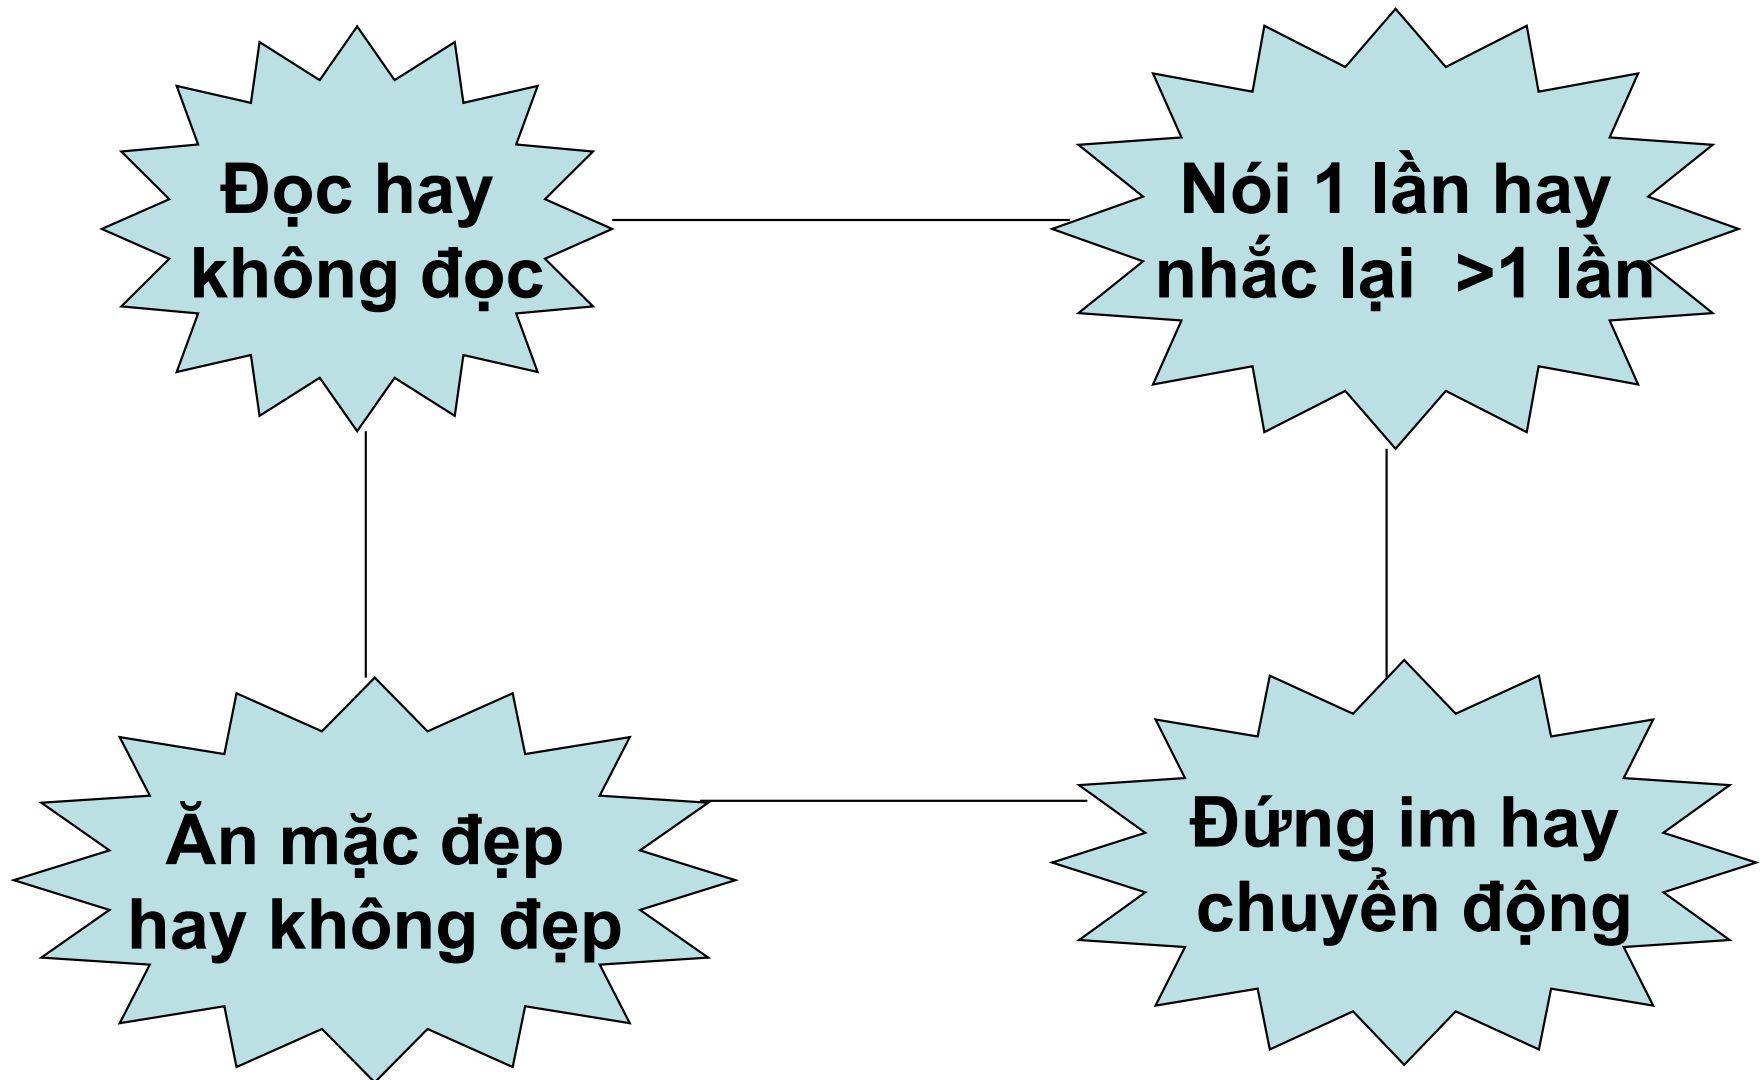 Đọc hay
không đọc
Nói 1 lần hay
nhắc lại >1 lần
Ăn mặc đẹp
hay không đẹp
Đứng im hay
chuyển động